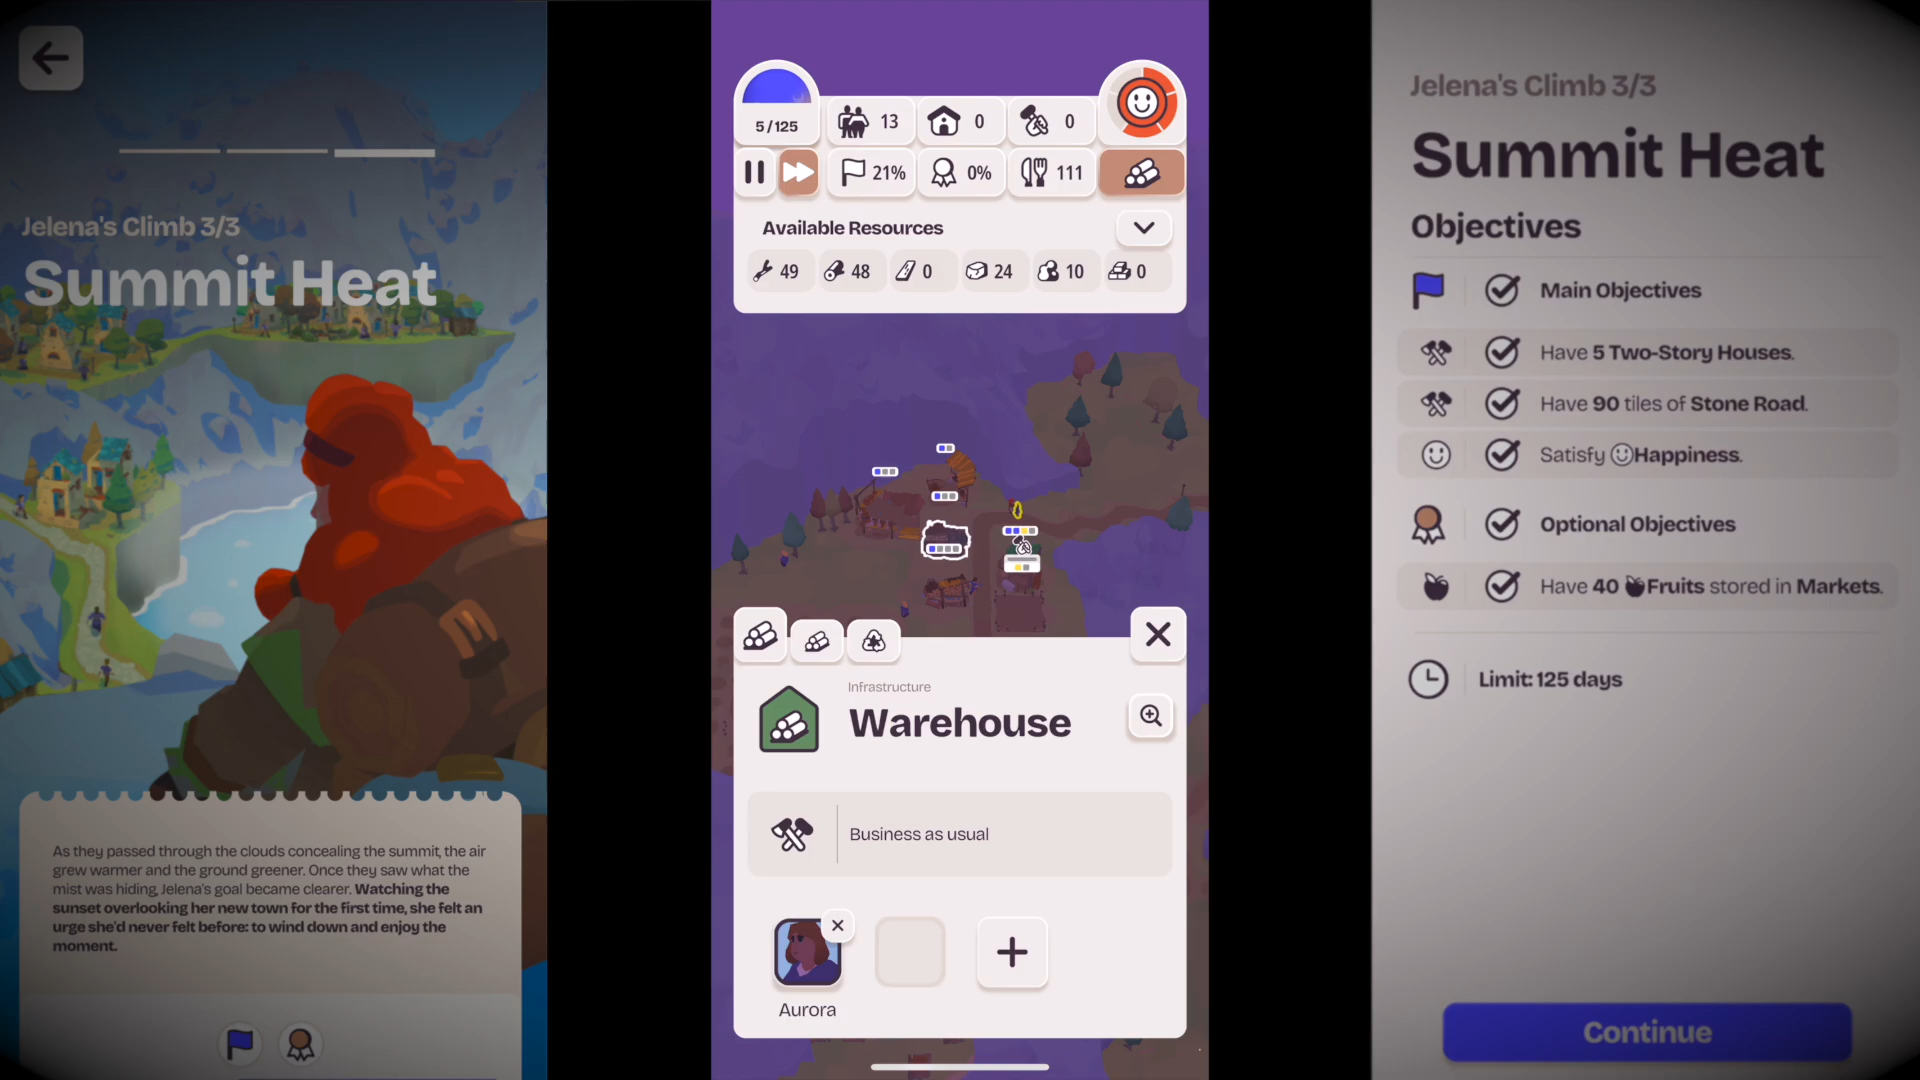 Jelena's Climb 3/3
Summit Heat
As they passed through the clouds concealing the summit, the air
grew warmer and the ground greener. Once they saw what the
mist was hiding, Jelena's goal became clearer. Watching the
sunset overlooking her new town for the first time, she felt an
urge she'd never felt before: to wind down and enjoy the
moment.
5/125
13
0
0
21%
0%
111
Available Resources
49
48
0
24
10
0
Infrastructure
Warehouse
Business as usual
Aurora
Jelena's Climb 3/3
Summit Heat
Objectives
Main Objectives
Have 5 Two-Story Houses.
Have 90 tiles of Stone Road.
Satisfy Happiness.
Optional Objectives
Have 40 Fruits stored in Markets.
Limit: 125 days
Continue